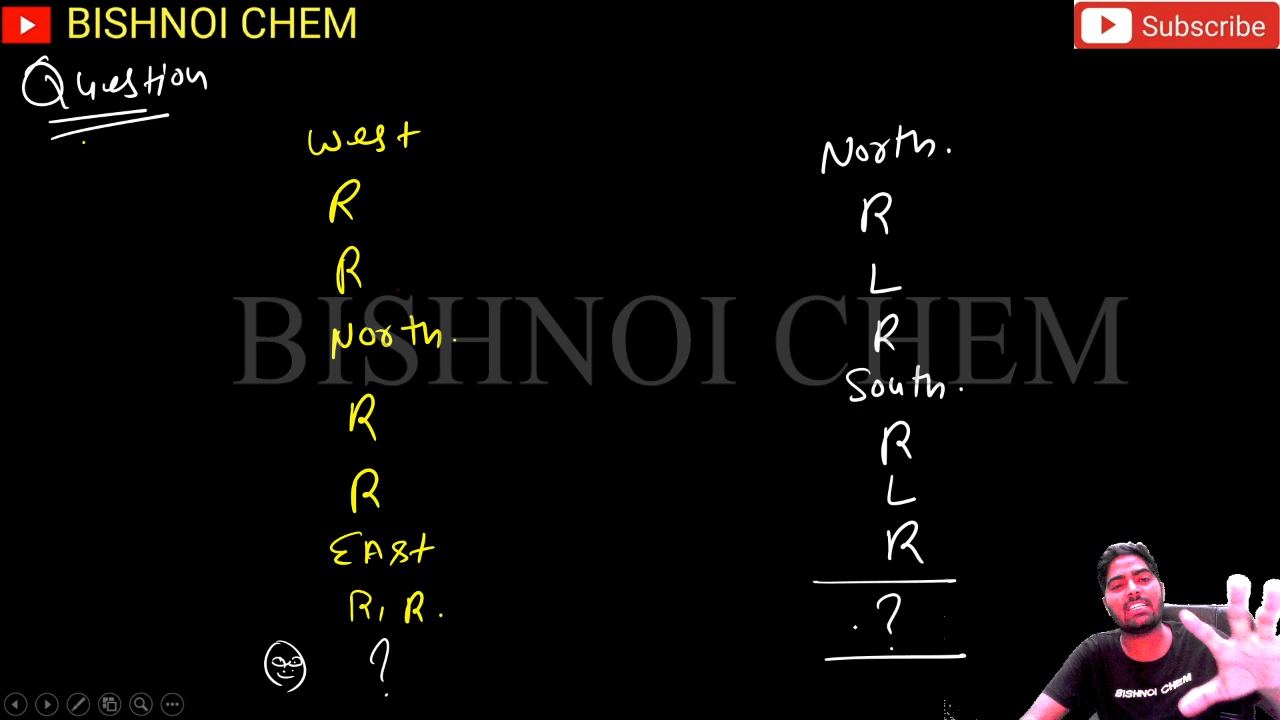 BISHNOI CHEM
Subscribe
Question
West
R
R
North.
R
R
EAst
R, R.
?
North.
R
L
R
South.
R
L
R
?
BISHNOI CHEM
BISHNOI CHEM